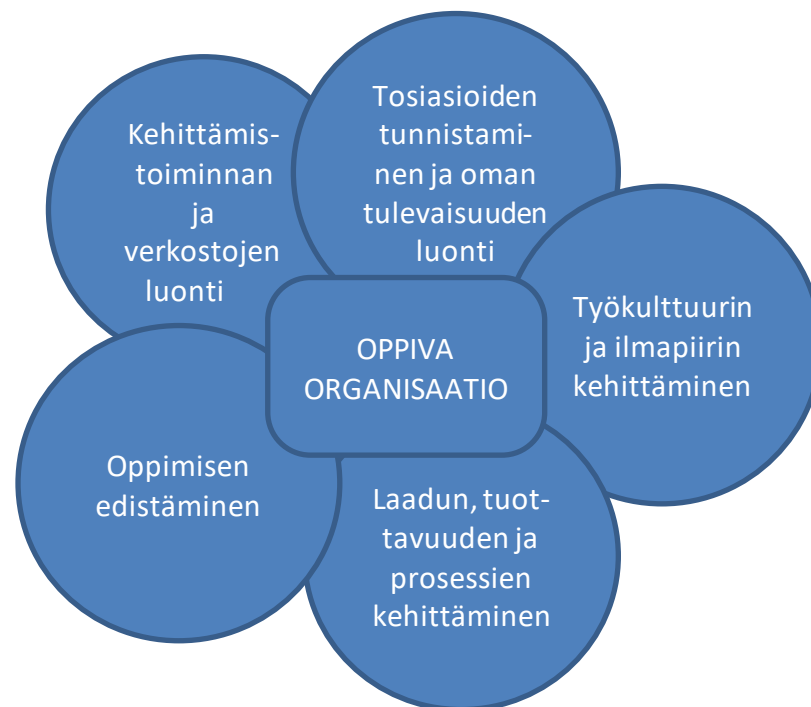 Kehittämis-
toiminnan
ja
verkostojen
luonti
Tosiasioiden
tunnistami-
nen ja oman
tulevaisuuden
luonti
Työkulttuurin
ja ilmapiirin
kehittäminen
OPPIVA
ORGANISAATIO
Oppimisen
edistäminen
Laadun, tuot-
tavuuden ja
prosessien
kehittäminen